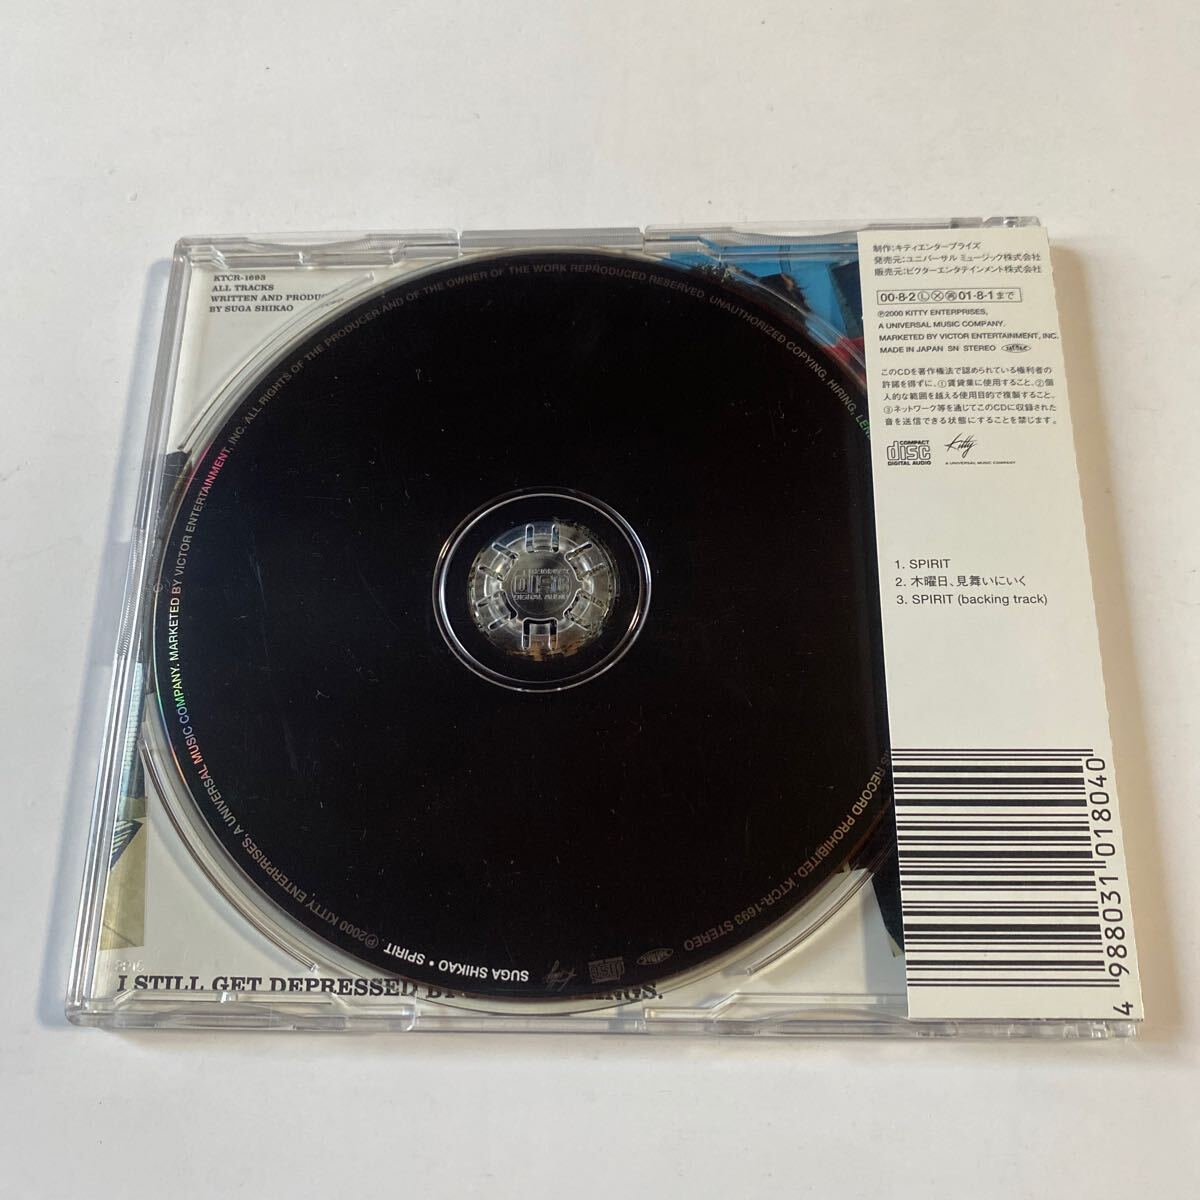 KTCR-1693
ALL TRACKS
WRITTEN AND PRODUC
BY SUGA SHIKAO
ALL RIGHTS OF THE PRODUCER AND OF THE OWNER OF THE WORK REPRODUCED RESERVED. UNAUTHORIZED COPYING, HIRING, LEN
S RECORD PROHIBITED. KTCR-1693 STEREO
SUGA SHIKAO • SPIRIT
℗2000 KITTY ENTERPRISES, A UNIVERSAL MUSIC COMPANY. MARKETED BY VICTOR ENTERTAINMENT, INC.
COMPACT
disc
DIGITAL AUDIO
I STILL GET DEPRESSED BY
NGS.
制作：キティエンタープライズ
発売元：ユニバーサル ミュージック株式会社
販売元：ビクターエンタテインメント株式会社
00・8・2 Ⓛ Ⓧ ㊢ 01・8・1まで
℗2000 KITTY ENTERPRISES,
A UNIVERSAL MUSIC COMPANY.
MARKETED BY VICTOR ENTERTAINMENT, INC.
MADE IN JAPAN SN STEREO
このCDを著作権法で認められている権利者の
許諾を得ずに、①賃貸業に使用すること、②個
人的な範囲を越える使用目的で複製すること、
③ネットワーク等を通じてこのCDに収録された
音を送信できる状態にすることを禁じます。
COMPACT
disc
DIGITAL AUDIO
Kitty
A UNIVERSAL MUSIC COMPANY
1. SPIRIT
2. 木曜日、見舞いにいく
3. SPIRIT (backing track)
4 988031 018040